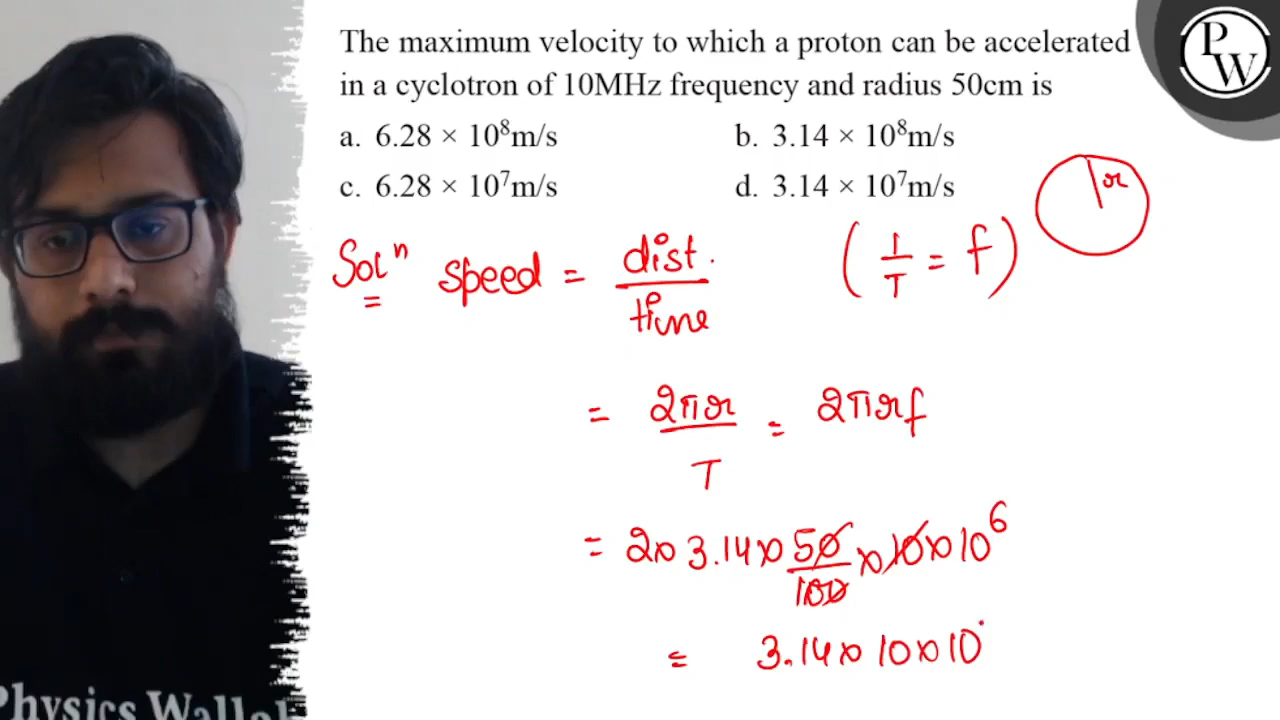 The maximum velocity to which a proton can be accelerated
in a cyclotron of 10MHz frequency and radius 50cm is
a. 6.28 × 10⁸m/s b. 3.14 × 10⁸m/s
c. 6.28 × 10⁷m/s d. 3.14 × 10⁷m/s
PW
r
Solⁿ speed = dist. / time (1/T = f)
= 2πr / T = 2πrf
= 2 × 3.14 × 50/100 × 10 × 10⁶
= 3.14 × 10 × 10
Physics Wallah